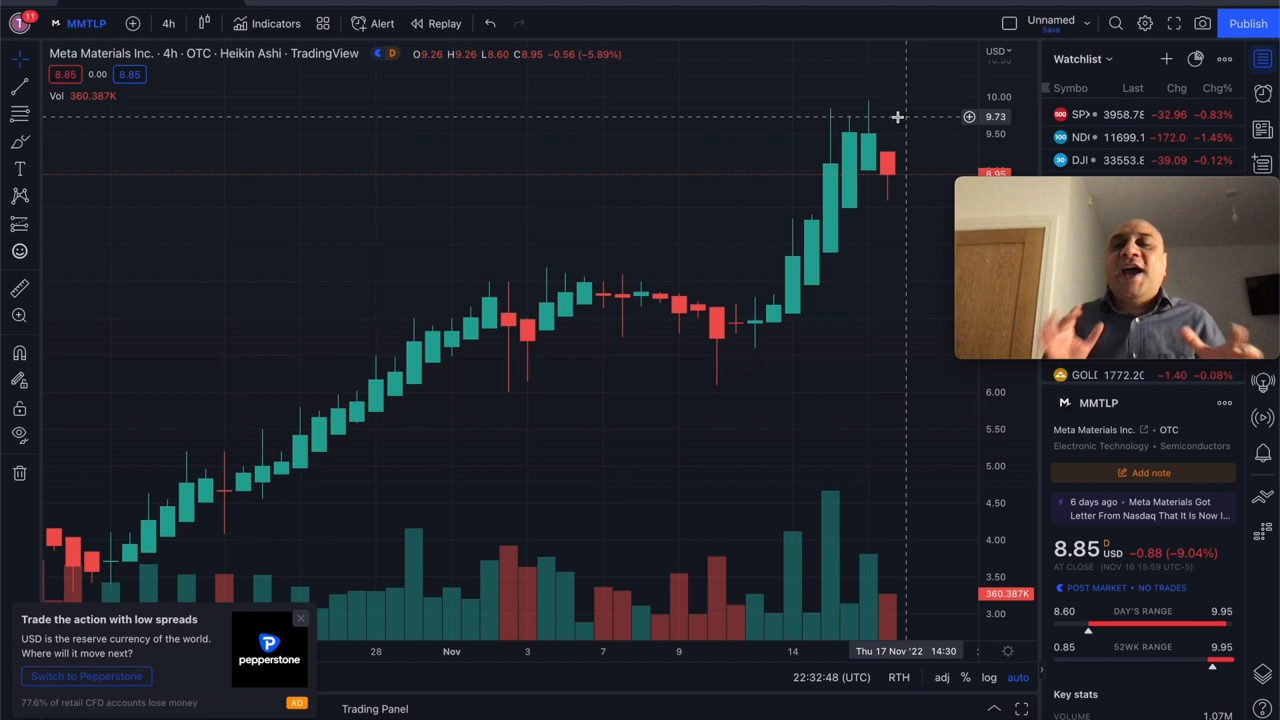 11
MMTLP
4h
Indicators
Alert
Replay
Unnamed
Save
Publish
Meta Materials Inc. · 4h · OTC · Heikin Ashi · TradingView
D
O9.26 H9.26 L8.60 C8.95 −0.56 (−5.89%)
8.85 0.00 8.85
Vol 360.387K
USD
10.00
9.73
9.50
8.95
6.00
5.50
5.00
4.50
4.00
3.50
360.387K
3.00
Watchlist
Symbo Last Chg Chg%
500 SPX 3958.78 −32.96 −0.83%
100 11699.1 −172.0 −1.45%
30 DJI 33553.8 −39.09 −0.12%
GOLD 1772.20 −1.40 −0.08%
MMTLP
Meta Materials Inc. • OTC
Electronic Technology • Semiconductors
Add note
6 days ago • Meta Materials Got
Letter From Nasdaq That It Is Now I...
8.85 D USD −0.88 (−9.04%)
AT CLOSE (NOV 16 15:59 UTC-5)
POST MARKET • NO TRADES
8.60 DAY'S RANGE 9.95
0.85 52WK RANGE 9.95
Key stats
VOLUME 1.07M
Trade the action with low spreads
USD is the reserve currency of the world.
Where will it move next?
Switch to Pepperstone
77.6% of retail CFD accounts lose money
pepperstone
AD
28 Nov 3 7 9 14 Thu 17 Nov '22 14:30
22:32:48 (UTC) RTH adj % log auto
Trading Panel